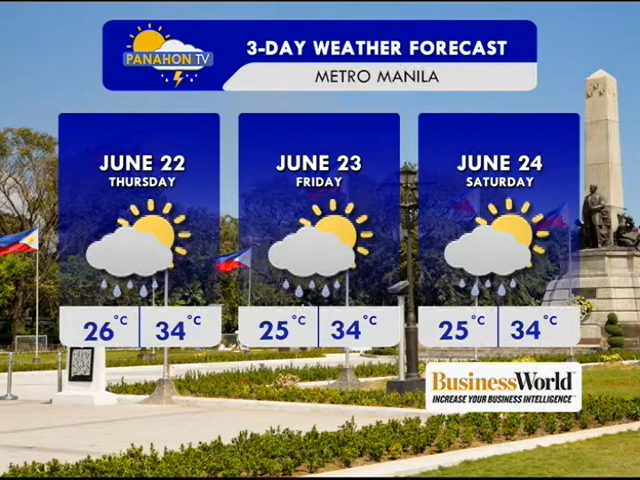 PANAHON TV
3-DAY WEATHER FORECAST
METRO MANILA
JUNE 22
THURSDAY
26°C 34°C
JUNE 23
FRIDAY
25°C 34°C
JUNE 24
SATURDAY
25°C 34°C
BusinessWorld
INCREASE YOUR BUSINESS INTELLIGENCE™